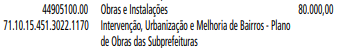 44905100.00 Obras e Instalações 80.000,00
71.10.15.451.3022.1170 Intervenção, Urbanização e Melhoria de Bairros - Plano
de Obras das Subprefeituras